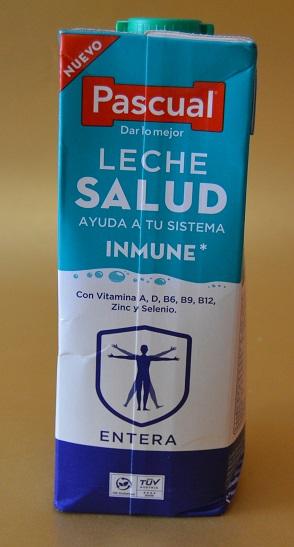 NUEVO
Pascual
Dar lo mejor
LECHE
SALUD
AYUDA A TU SISTEMA
INMUNE*
Con Vitamina A, D, B6, B9, B12,
Zinc y Selenio.
ENTERA
TÜV